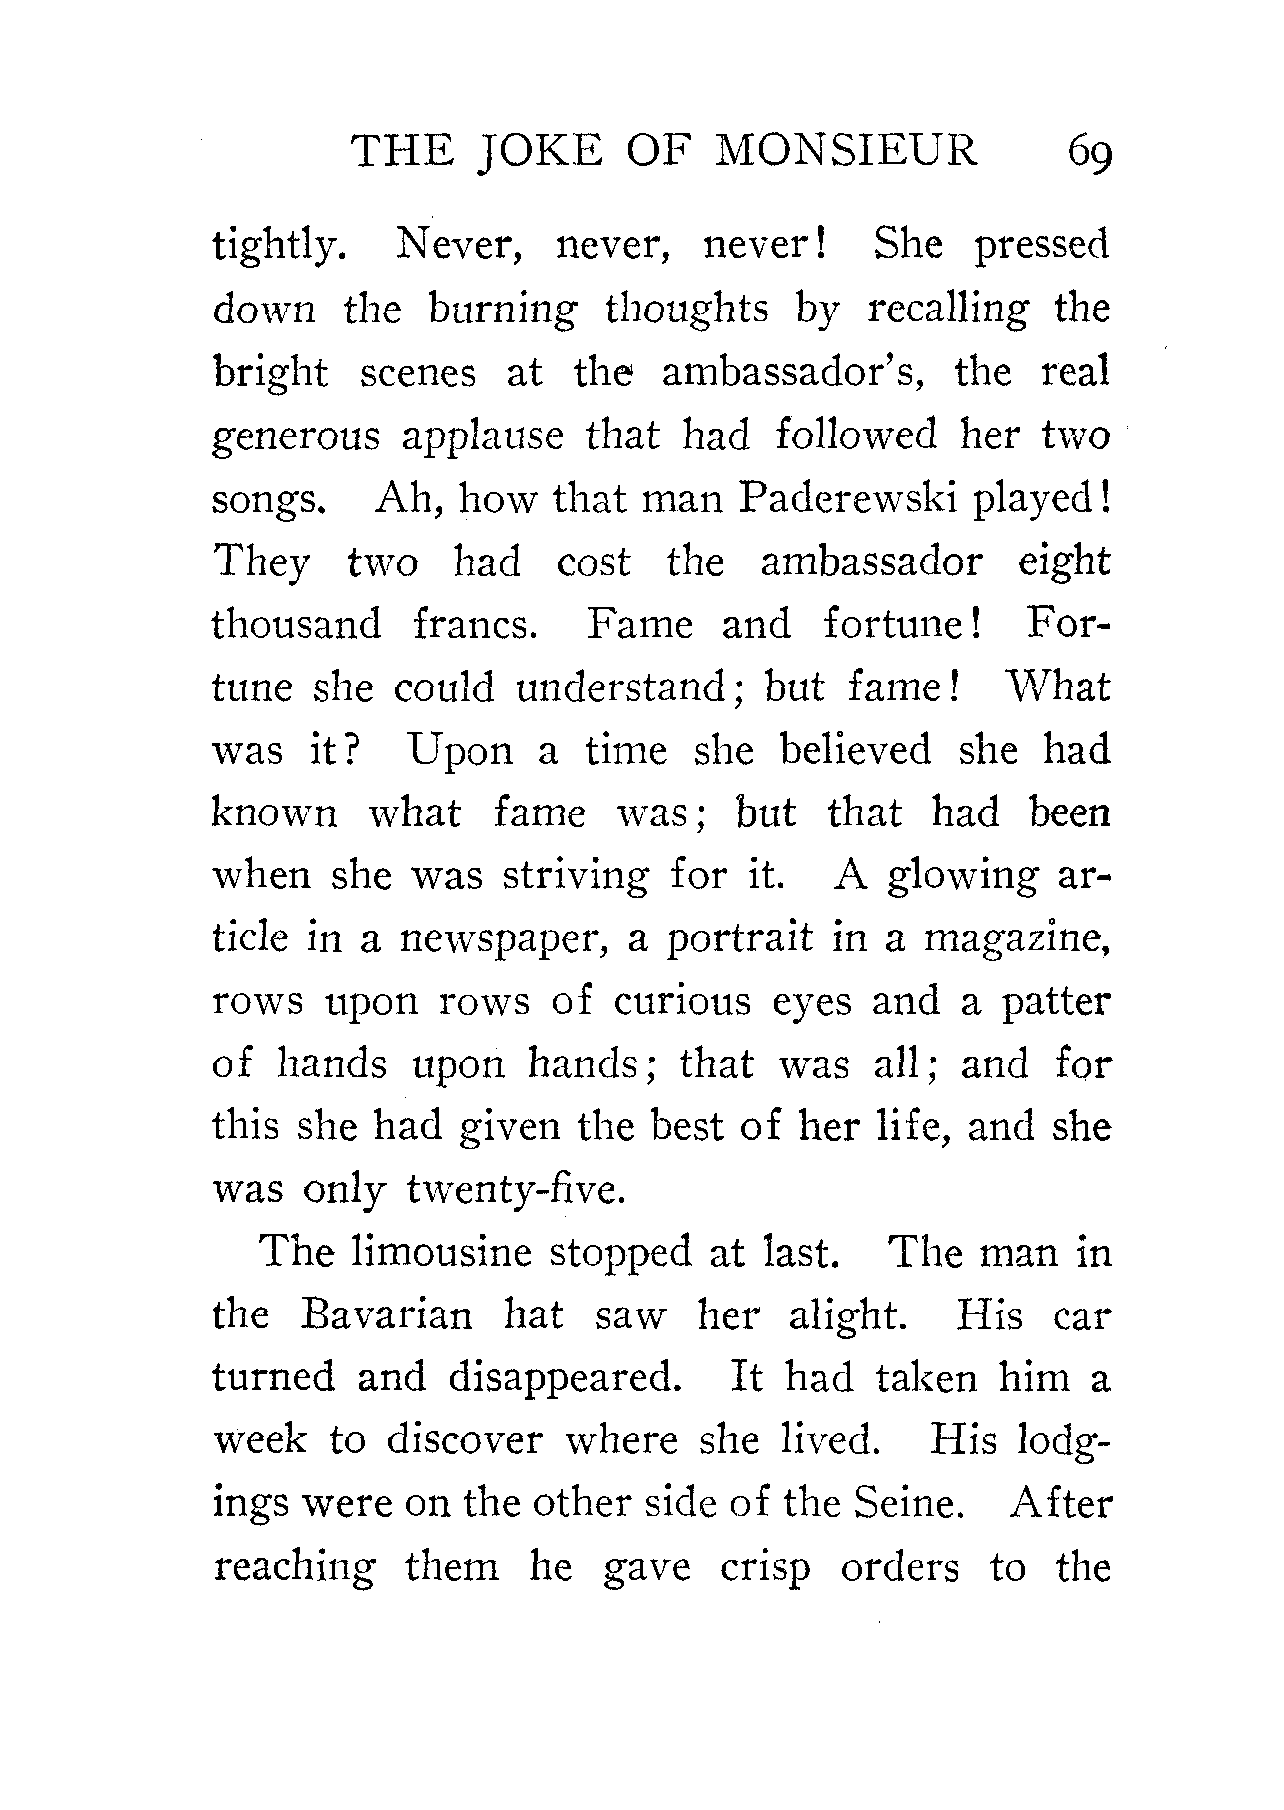 THE JOKE OF MONSIEUR 69
tightly. Never, never, never! She pressed
down the burning thoughts by recalling the
bright scenes at the ambassador's, the real
generous applause that had followed her two
songs. Ah, how that man Paderewski played!
They two had cost the ambassador eight
thousand francs. Fame and fortune! For-
tune she could understand; but fame! What
was it? Upon a time she believed she had
known what fame was; but that had been
when she was striving for it. A glowing ar-
ticle in a newspaper, a portrait in a magazine,
rows upon rows of curious eyes and a patter
of hands upon hands; that was all; and for
this she had given the best of her life, and she
was only twenty-five.
The limousine stopped at last. The man in
the Bavarian hat saw her alight. His car
turned and disappeared. It had taken him a
week to discover where she lived. His lodg-
ings were on the other side of the Seine. After
reaching them he gave crisp orders to the